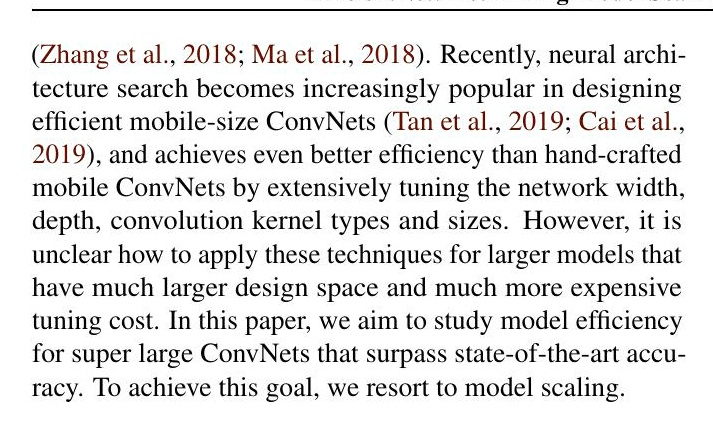 (Zhang et al., 2018; Ma et al., 2018). Recently, neural archi-
tecture search becomes increasingly popular in designing
efficient mobile-size ConvNets (Tan et al., 2019; Cai et al.,
2019), and achieves even better efficiency than hand-crafted
mobile ConvNets by extensively tuning the network width,
depth, convolution kernel types and sizes. However, it is
unclear how to apply these techniques for larger models that
have much larger design space and much more expensive
tuning cost. In this paper, we aim to study model efficiency
for super large ConvNets that surpass state-of-the-art accu-
racy. To achieve this goal, we resort to model scaling.